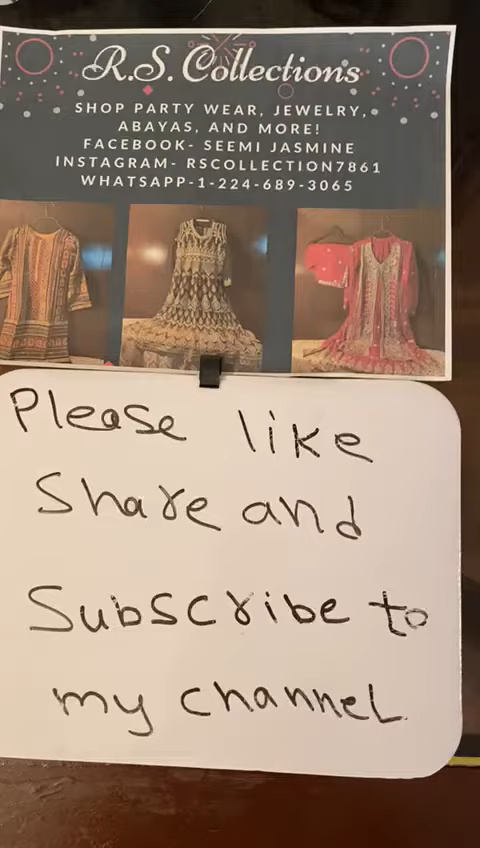 R.S. Collections
SHOP PARTY WEAR, JEWELRY,
ABAYAS, AND MORE!
FACEBOOK- SEEMI JASMINE
INSTAGRAM- RSCOLLECTION7861
WHATSAPP-1-224-689-3065
Please like
Share and
Subscribe to
my channel